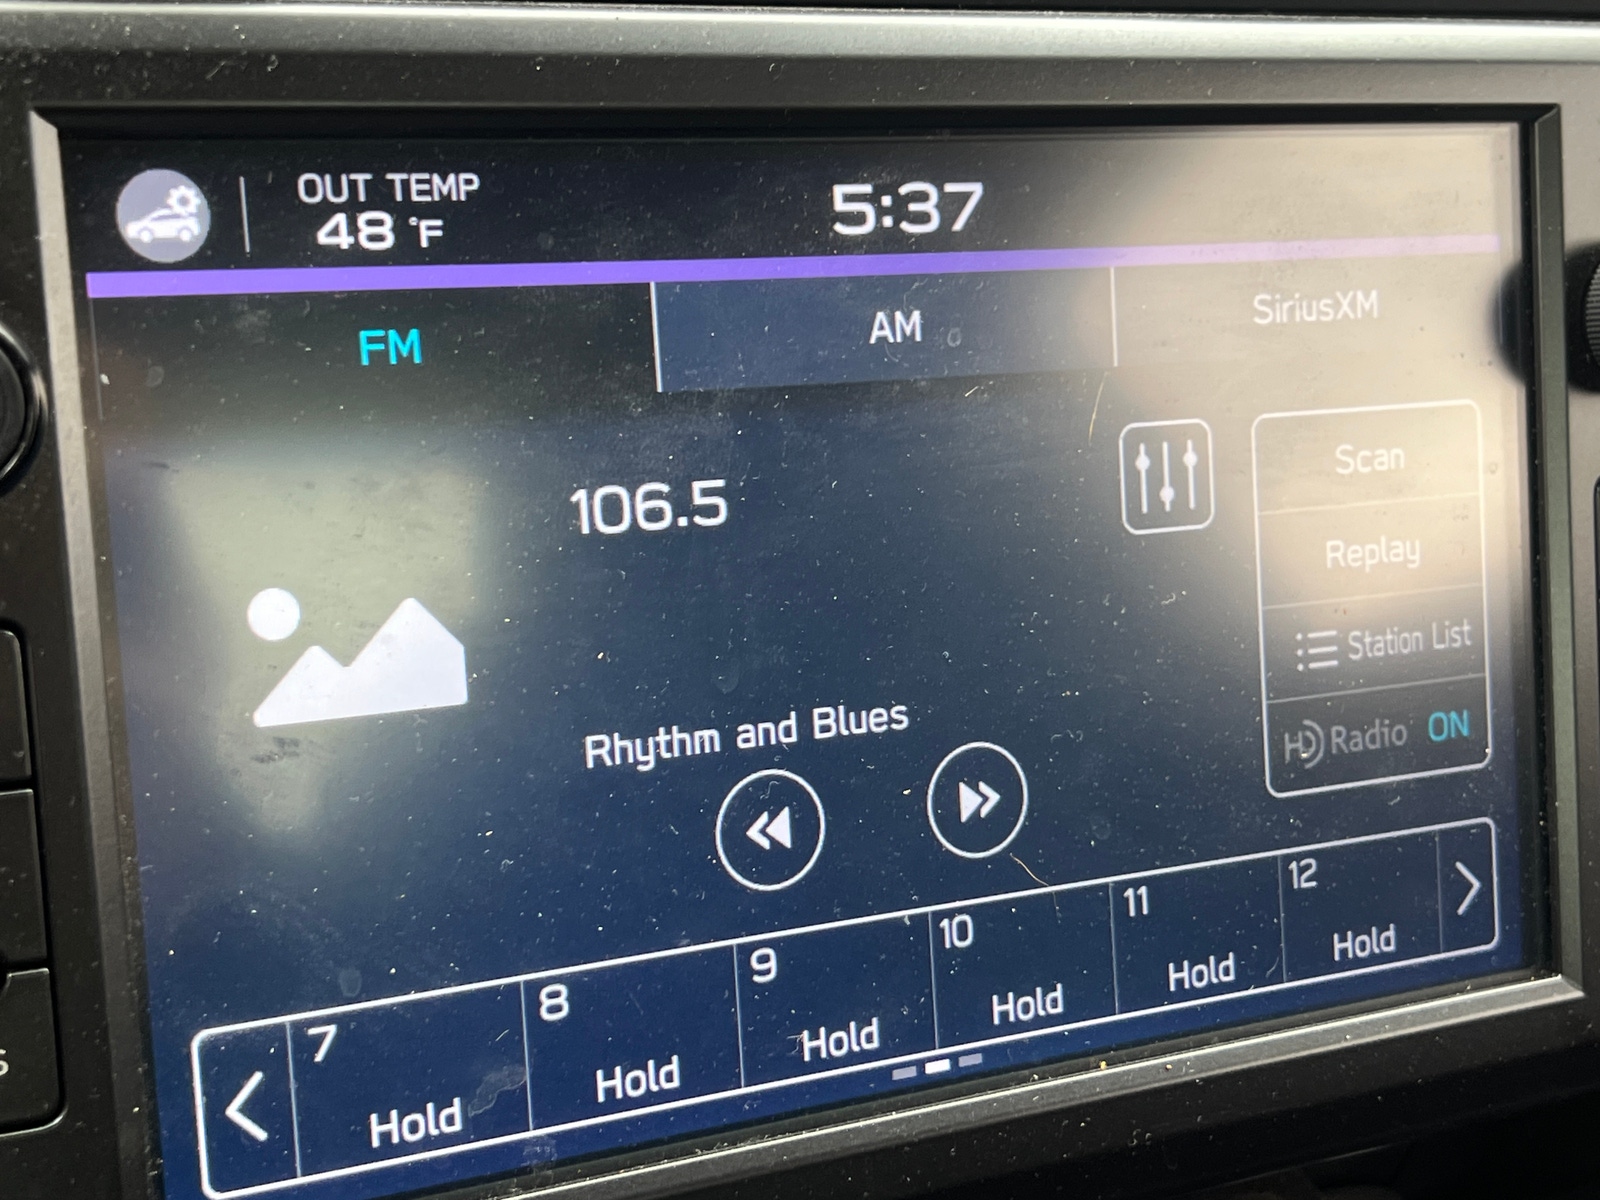 OUT TEMP
48 °F
5:37
FM
AM
SiriusXM
106.5
Scan
Replay
Station List
HD Radio ON
Rhythm and Blues
7
Hold
8
Hold
9
Hold
10
Hold
11
Hold
12
Hold
S